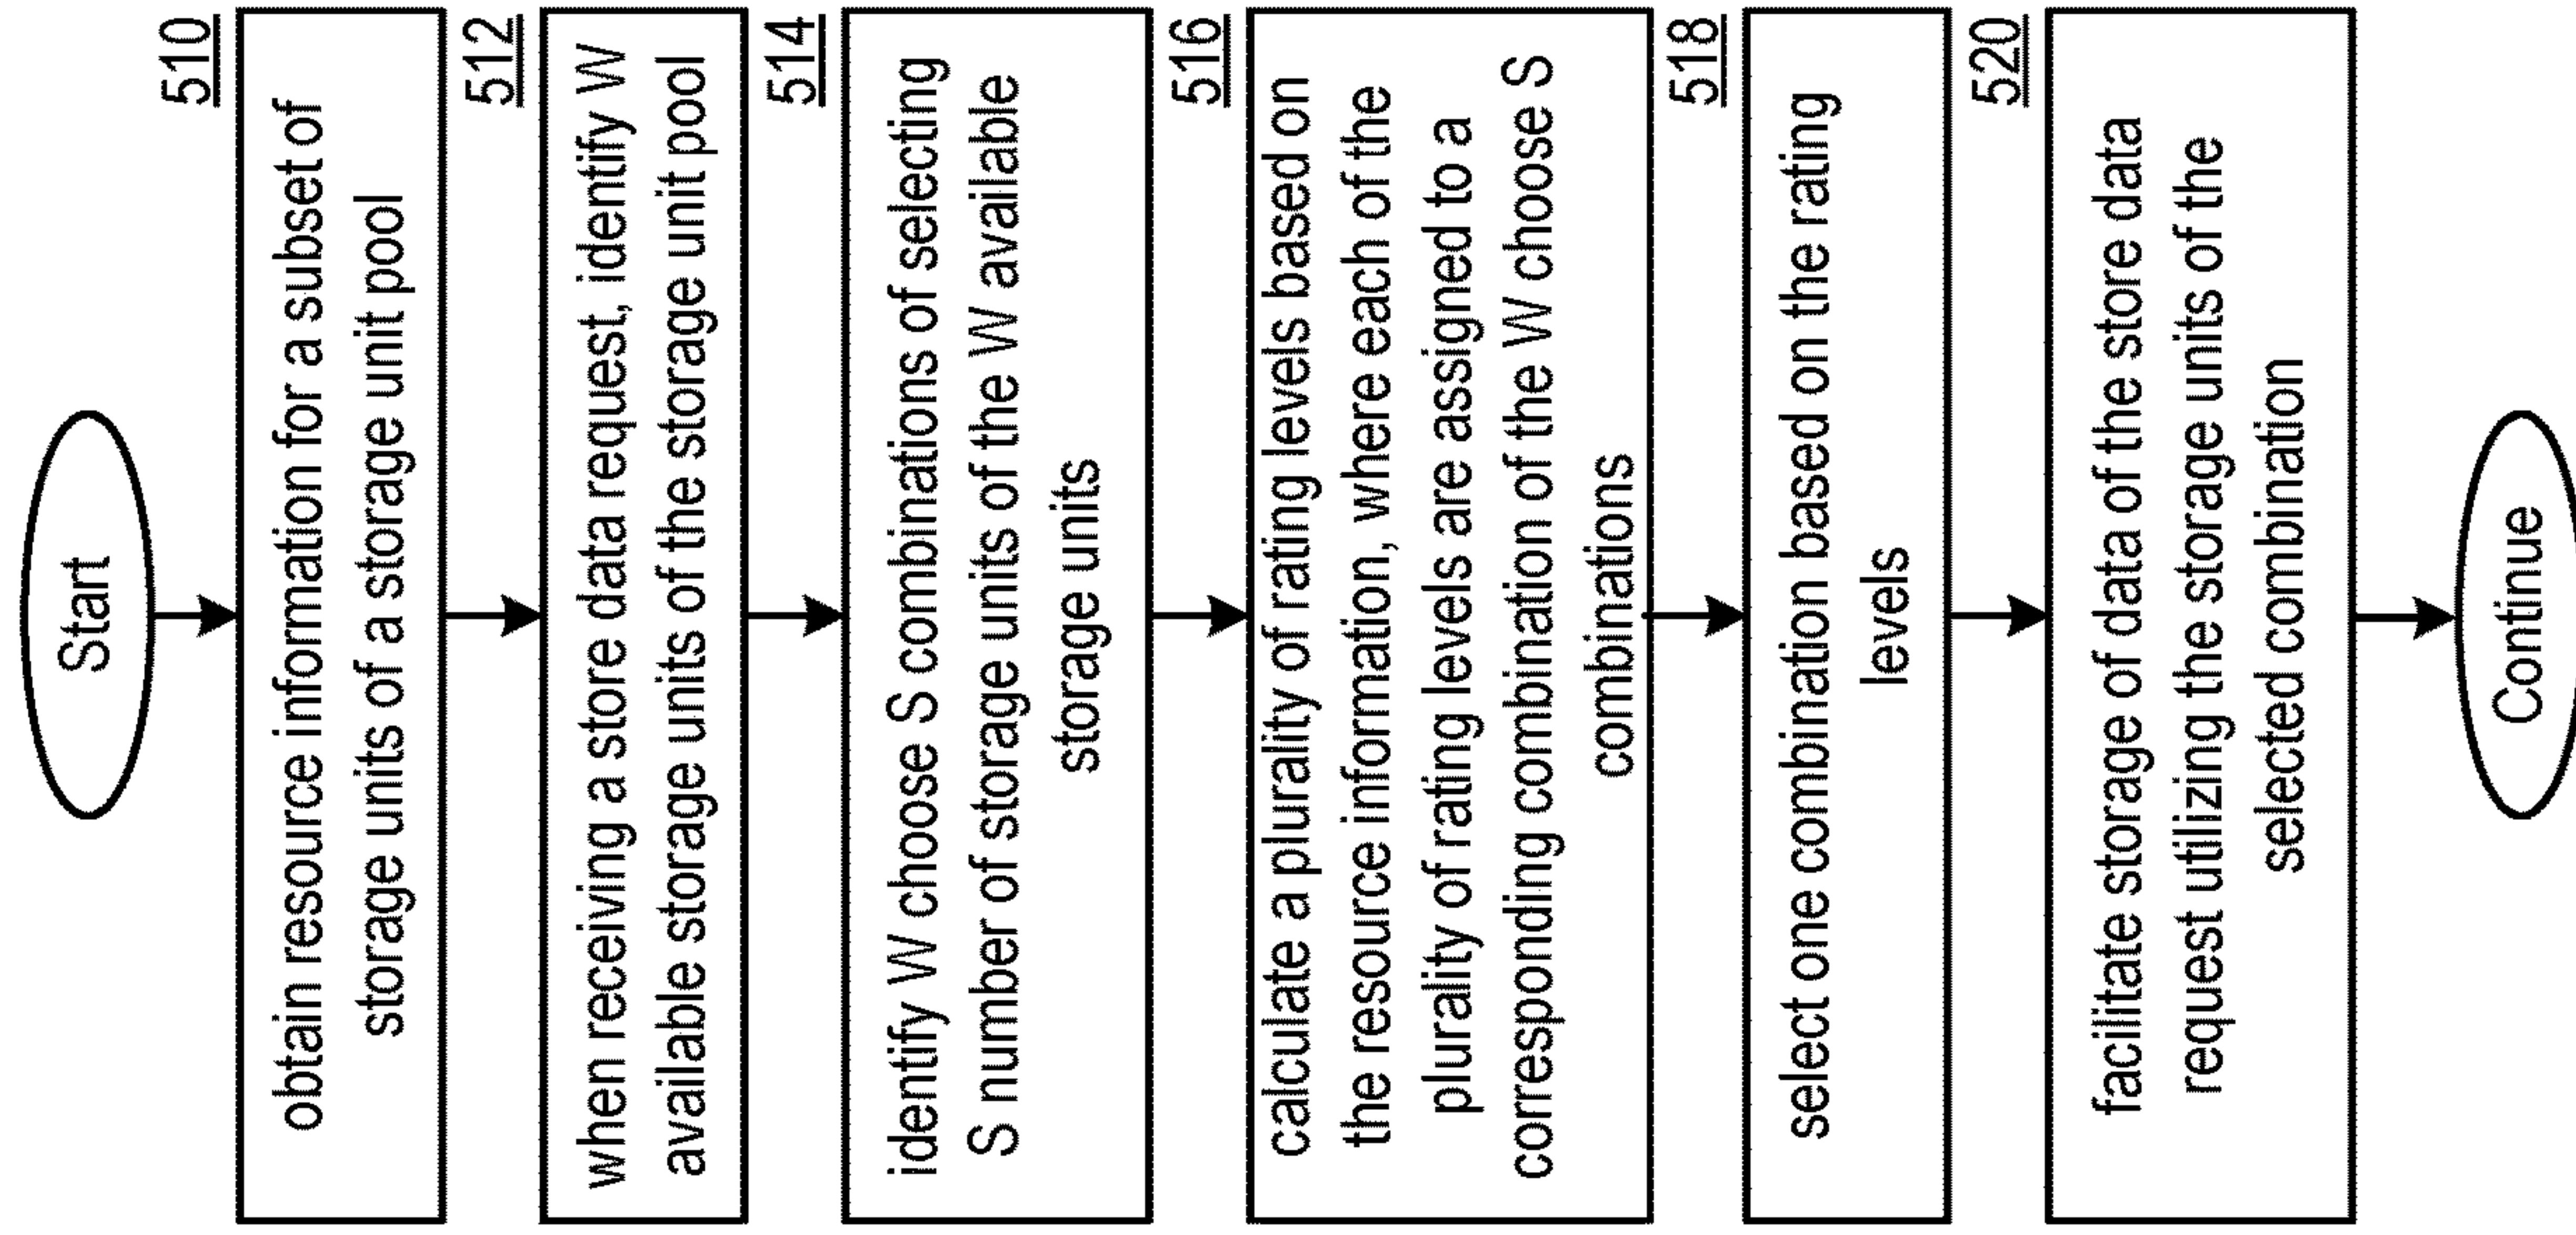 Start
510
obtain resource information for a subset of
storage units of a storage unit pool
512
when receiving a store data request, identify W
available storage units of the storage unit pool
514
identify W choose S combinations of selecting
S number of storage units of the W available
storage units
516
calculate a plurality of rating levels based on
the resource information, where each of the
plurality of rating levels are assigned to a
corresponding combination of the W choose S
combinations
518
select one combination based on the rating
levels
520
facilitate storage of data of the store data
request utilizing the storage units of the
selected combination
Continue